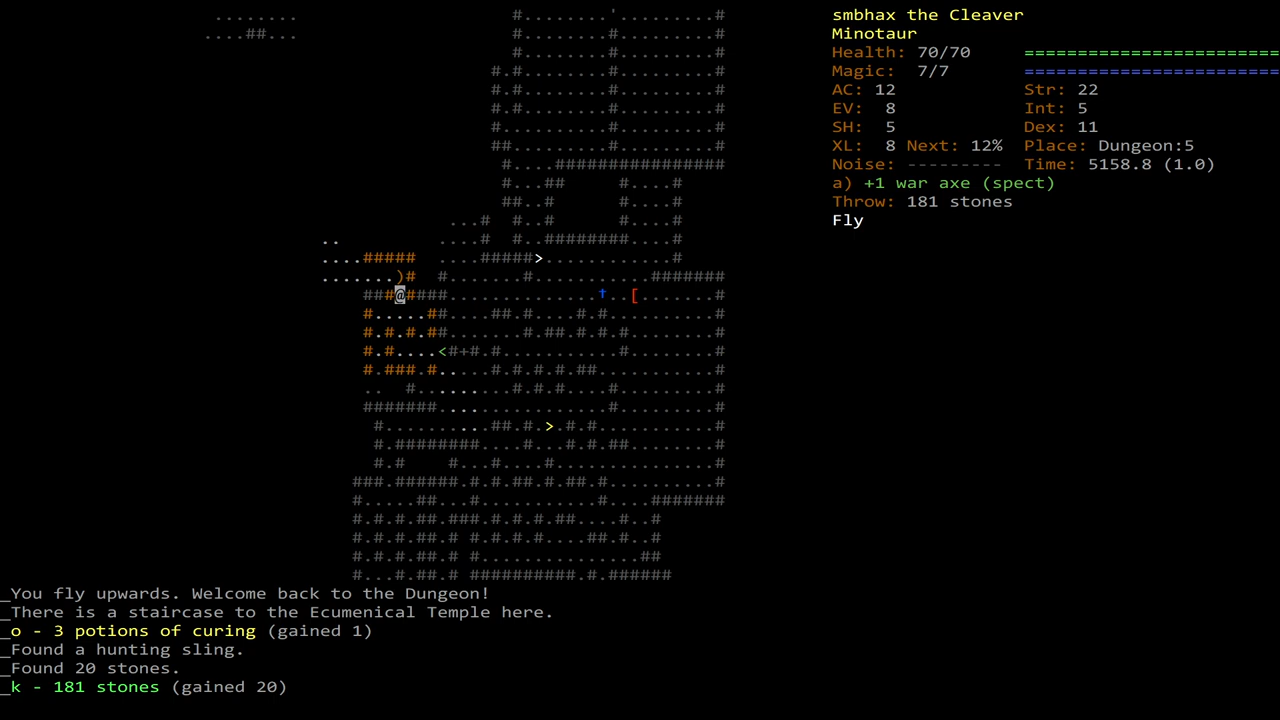 smbhax the Cleaver
Minotaur
Health: 70/70
Magic: 7/7
AC: 12 Str: 22
EV: 8 Int: 5
SH: 5 Dex: 11
XL: 8 Next: 12% Place: Dungeon:5
Noise: --------- Time: 5158.8 (1.0)
a) +1 war axe (spect)
Throw: 181 stones
Fly
_You fly upwards. Welcome back to the Dungeon!
_There is a staircase to the Ecumenical Temple here.
_o - 3 potions of curing (gained 1)
_Found a hunting sling.
_Found 20 stones.
_k - 181 stones (gained 20)